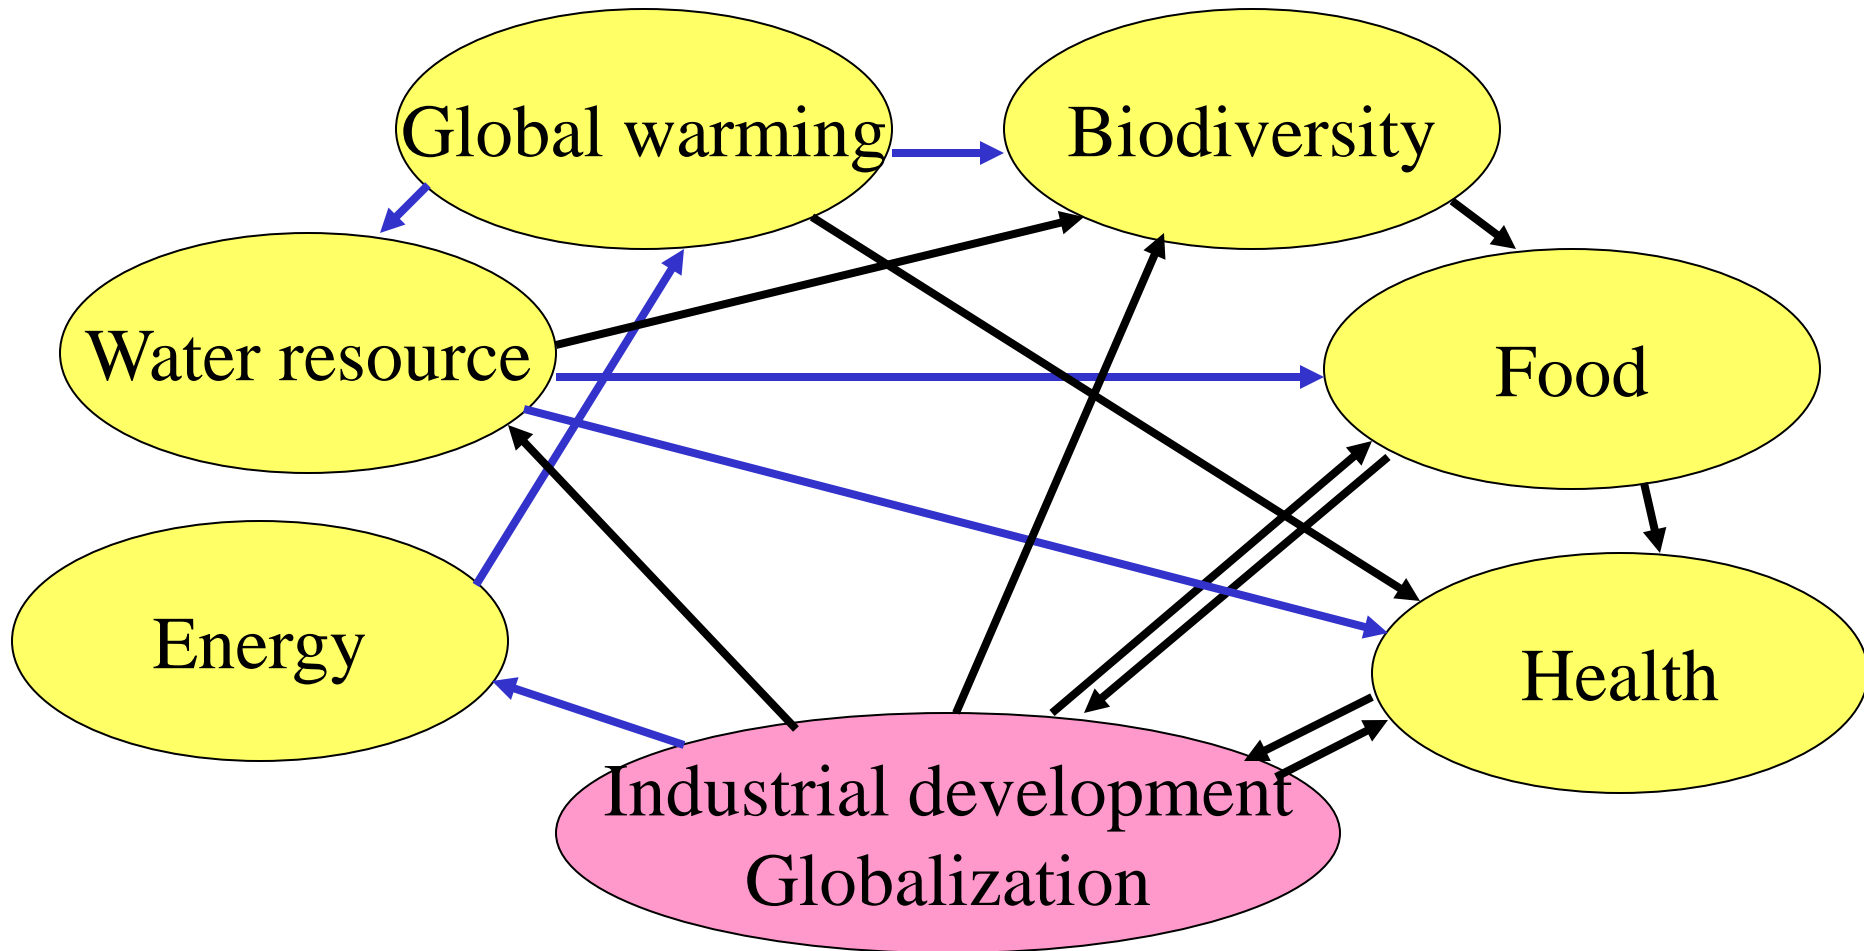 Global warming
Biodiversity
Water resource
Food
Energy
Health
Industrial development
Globalization